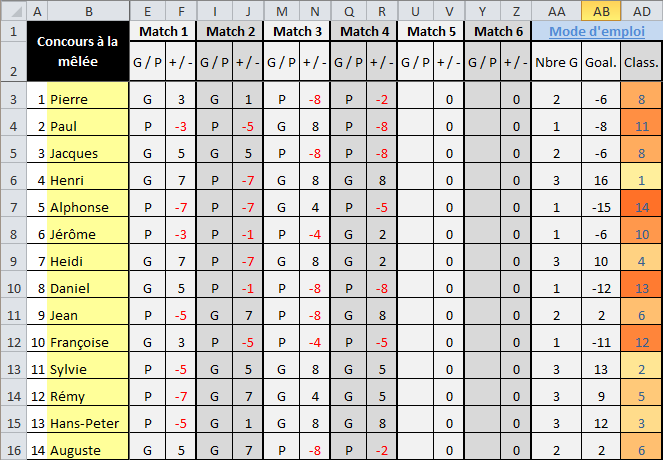 A B E F I J M N Q R U V Y Z AA AB AD
1 Concours à la mêlée Match 1 Match 2 Match 3 Match 4 Match 5 Match 6 Mode d'emploi
2 G / P + / - G / P + / - G / P + / - G / P + / - G / P + / - G / P + / - Nbre G Goal. Class.
3 1 Pierre G 3 G 1 P -8 P -2 0 0 2 -6 8
4 2 Paul P -3 P -5 G 8 P -8 0 0 1 -8 11
5 3 Jacques G 5 G 5 P -8 P -8 0 0 2 -6 8
6 4 Henri G 7 P -7 G 8 G 8 0 0 3 16 1
7 5 Alphonse P -7 P -7 G 4 P -5 0 0 1 -15 14
8 6 Jérôme P -3 P -1 P -4 G 2 0 0 1 -6 10
9 7 Heidi G 7 P -7 G 8 G 2 0 0 3 10 4
10 8 Daniel G 5 P -1 P -8 P -8 0 0 1 -12 13
11 9 Jean P -5 G 7 P -8 G 8 0 0 2 2 6
12 10 Françoise G 3 P -5 P -4 P -5 0 0 1 -11 12
13 11 Sylvie P -5 G 5 G 8 G 5 0 0 3 13 2
14 12 Rémy P -7 G 7 G 4 G 5 0 0 3 9 5
15 13 Hans-Peter P -5 G 1 G 8 G 8 0 0 3 12 3
16 14 Auguste G 5 G 7 P -8 P -2 0 0 2 2 6